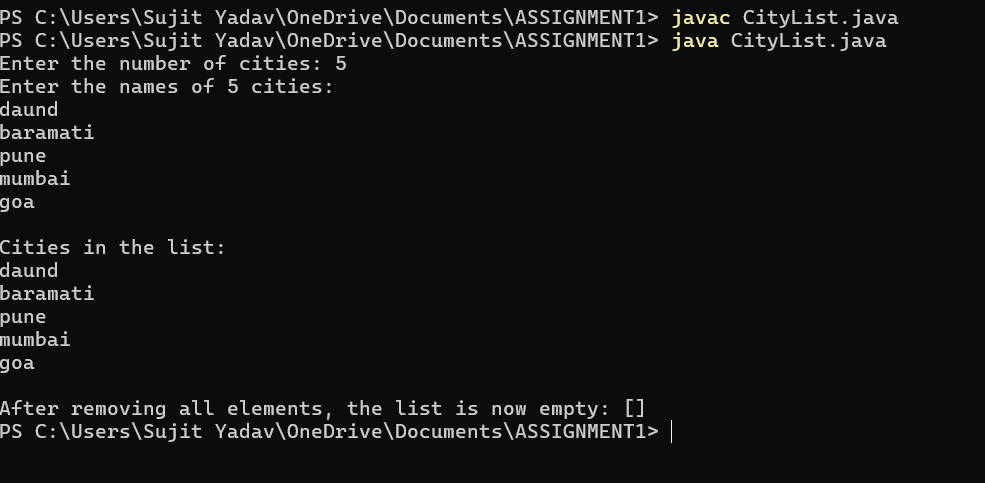 PS C:\Users\Sujit Yadav\OneDrive\Documents\ASSIGNMENT1> javac CityList.java
PS C:\Users\Sujit Yadav\OneDrive\Documents\ASSIGNMENT1> java CityList.java
Enter the number of cities: 5
Enter the names of 5 cities:
daund
baramati
pune
mumbai
goa
Cities in the list:
daund
baramati
pune
mumbai
goa
After removing all elements, the list is now empty: []
PS C:\Users\Sujit Yadav\OneDrive\Documents\ASSIGNMENT1>